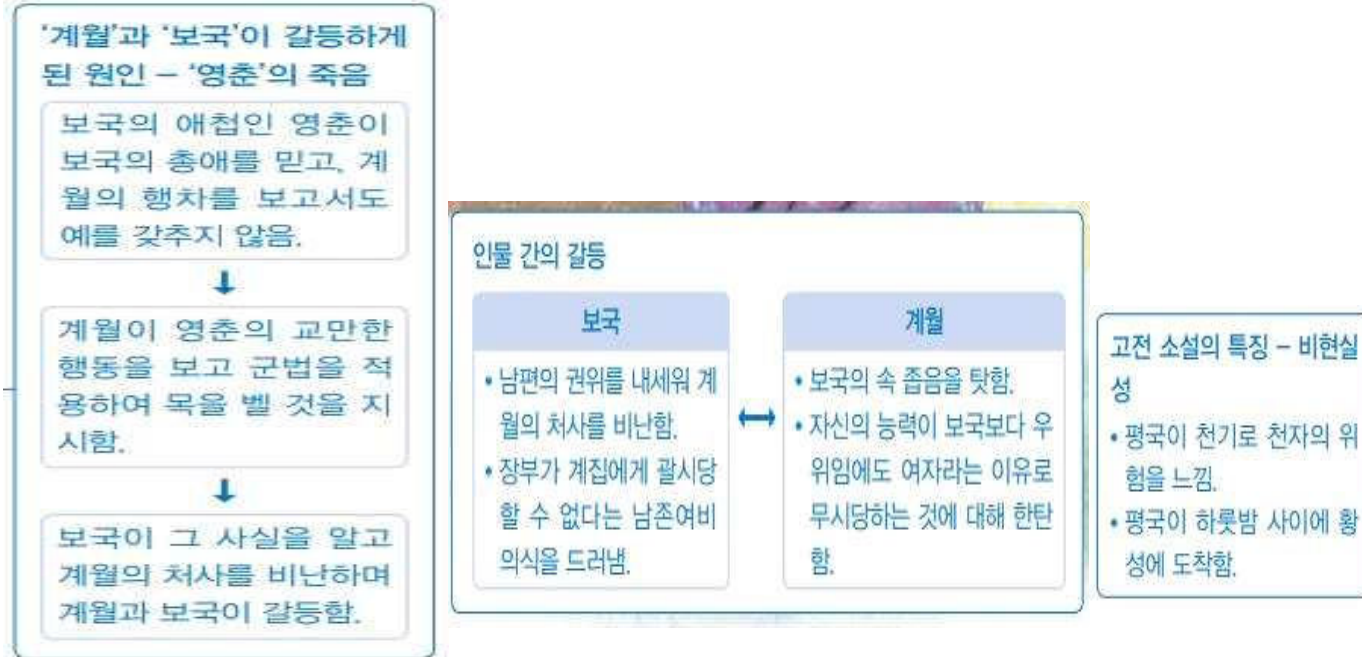 '계월'과 '보국'이 갈등하게
된 원인 – '영춘'의 죽음
보국의 애첩인 영춘이
보국의 총애를 믿고, 계
월의 행차를 보고서도
예를 갖추지 않음.
계월이 영춘의 교만한
행동을 보고 군법을 적
용하여 목을 벨 것을 지
시함.
보국이 그 사실을 알고
계월의 처사를 비난하며
계월과 보국이 갈등함.
인물 간의 갈등
보국
• 남편의 권위를 내세워 계
월의 처사를 비난함.
• 장부가 계집에게 괄시당
할 수 없다는 남존여비
의식을 드러냄.
계월
• 보국의 속 좁음을 탓함.
• 자신의 능력이 보국보다 우
위임에도 여자라는 이유로
무시당하는 것에 대해 한탄
함.
고전 소설의 특징 – 비현실
성
• 평국이 천기로 천자의 위
험을 느낌.
• 평국이 하룻밤 사이에 황
성에 도착함.